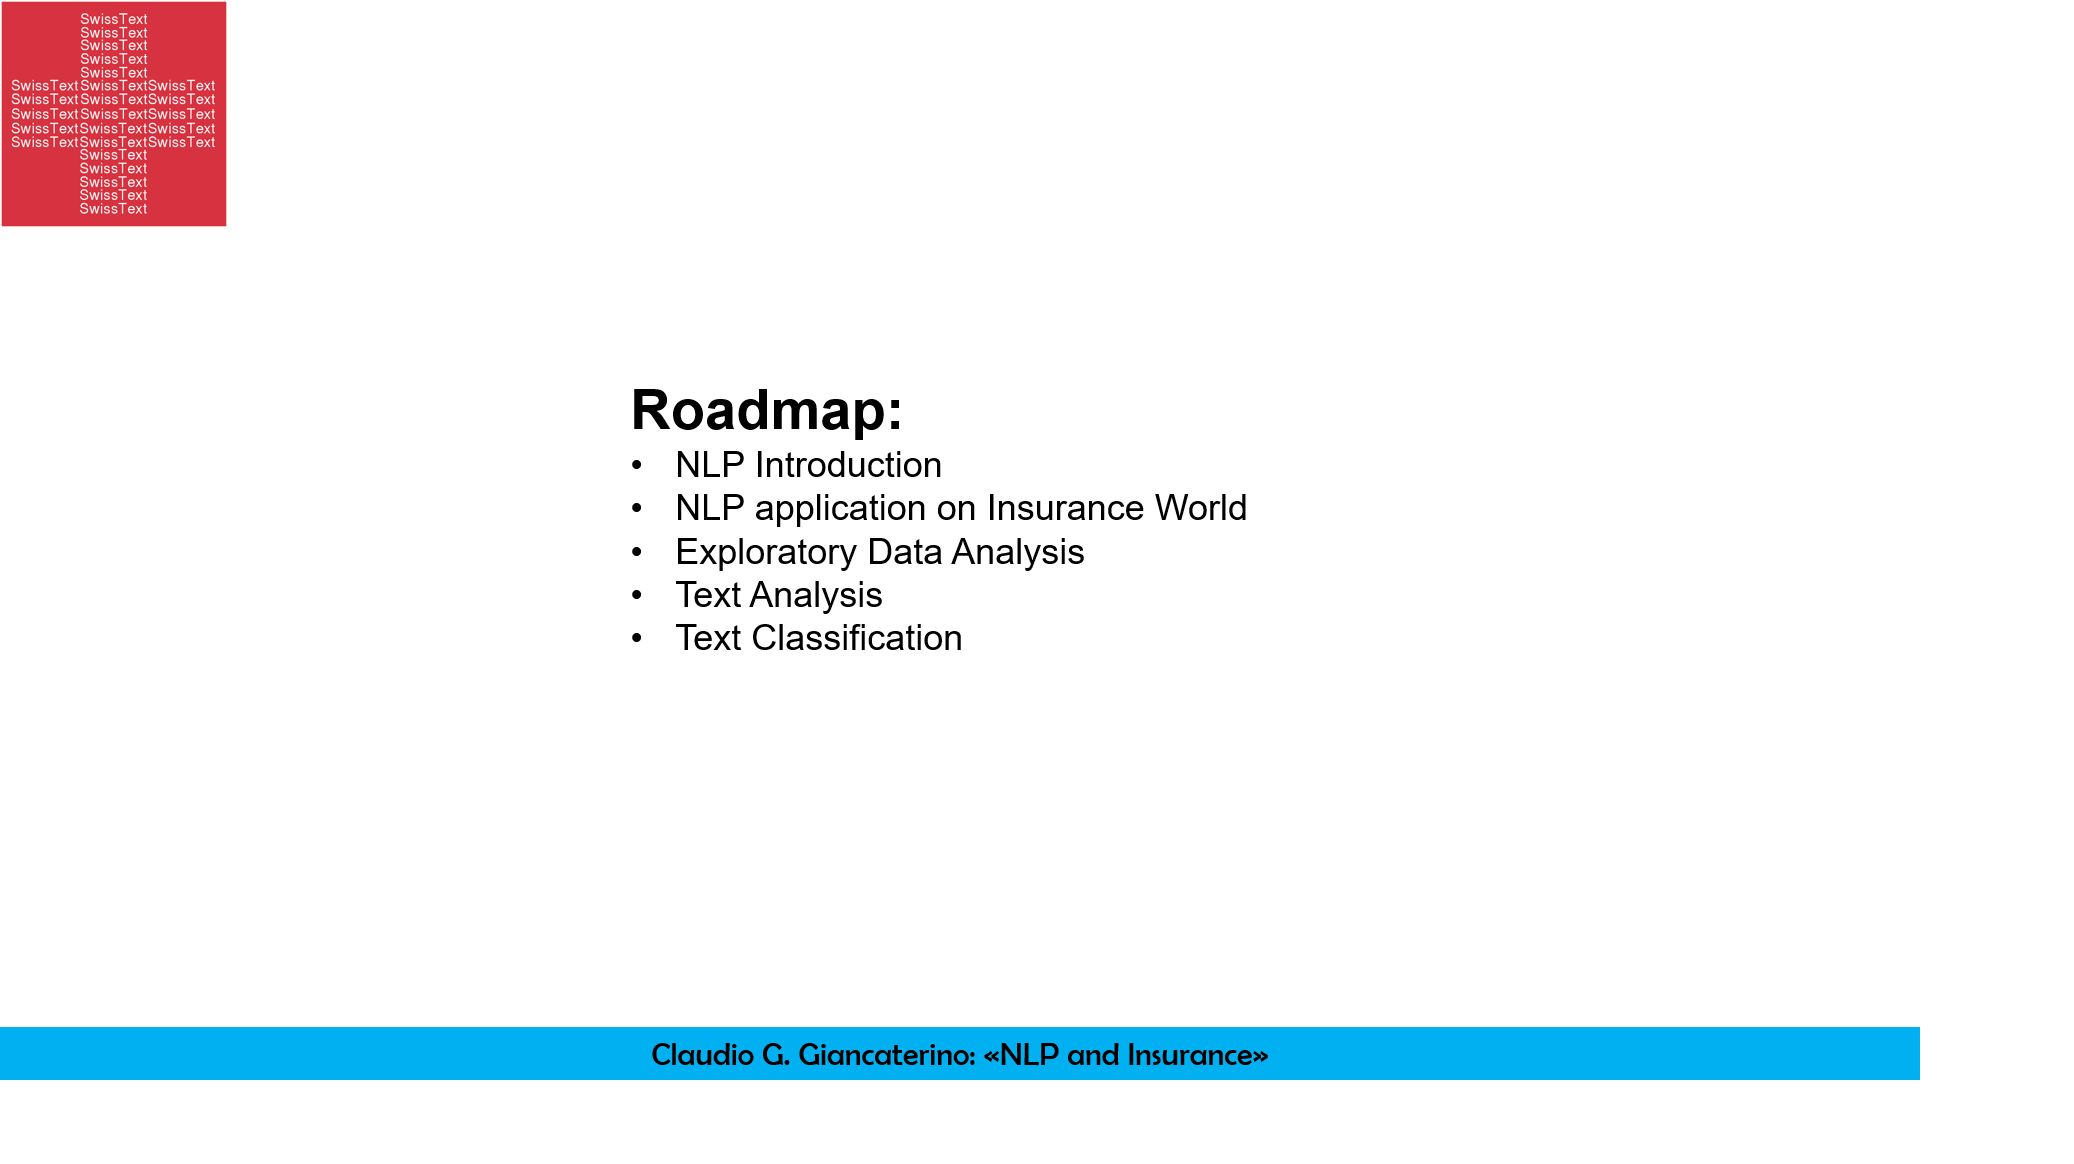 SwissText
SwissText
SwissText
SwissText
SwissText
SwissTextSwissTextSwissText
SwissTextSwissTextSwissText
SwissTextSwissTextSwissText
SwissTextSwissTextSwissText
SwissTextSwissTextSwissText
SwissText
SwissText
SwissText
SwissText
SwissText
Roadmap:
• NLP Introduction
• NLP application on Insurance World
• Exploratory Data Analysis
• Text Analysis
• Text Classification
Claudio G. Giancaterino: «NLP and Insurance»